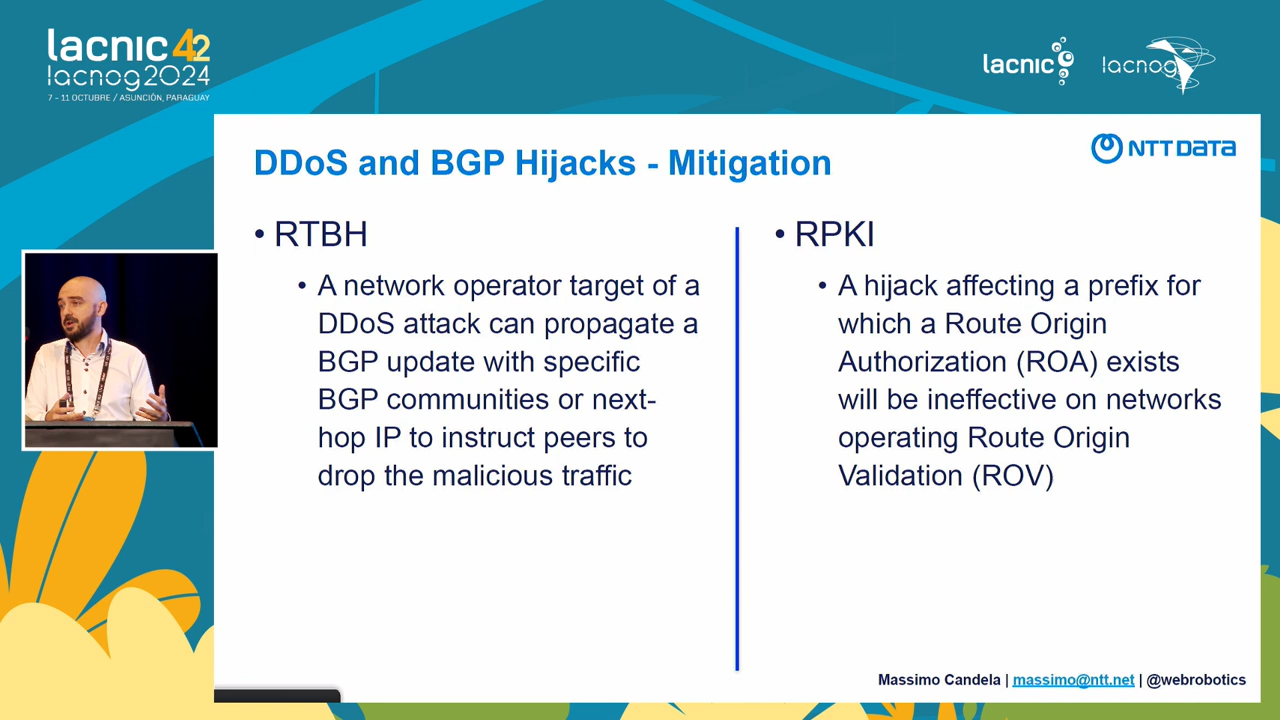 lacnic 42
lacnog2024
7 - 11 OCTUBRE / ASUNCIÓN, PARAGUAY
lacnic
lacnog
DDoS and BGP Hijacks - Mitigation
NTT DATA
• RTBH
• A network operator target of a
DDoS attack can propagate a
BGP update with specific
BGP communities or next-
hop IP to instruct peers to
drop the malicious traffic
• RPKI
• A hijack affecting a prefix for
which a Route Origin
Authorization (ROA) exists
will be ineffective on networks
operating Route Origin
Validation (ROV)
Massimo Candela | massimo@ntt.net | @webrobotics